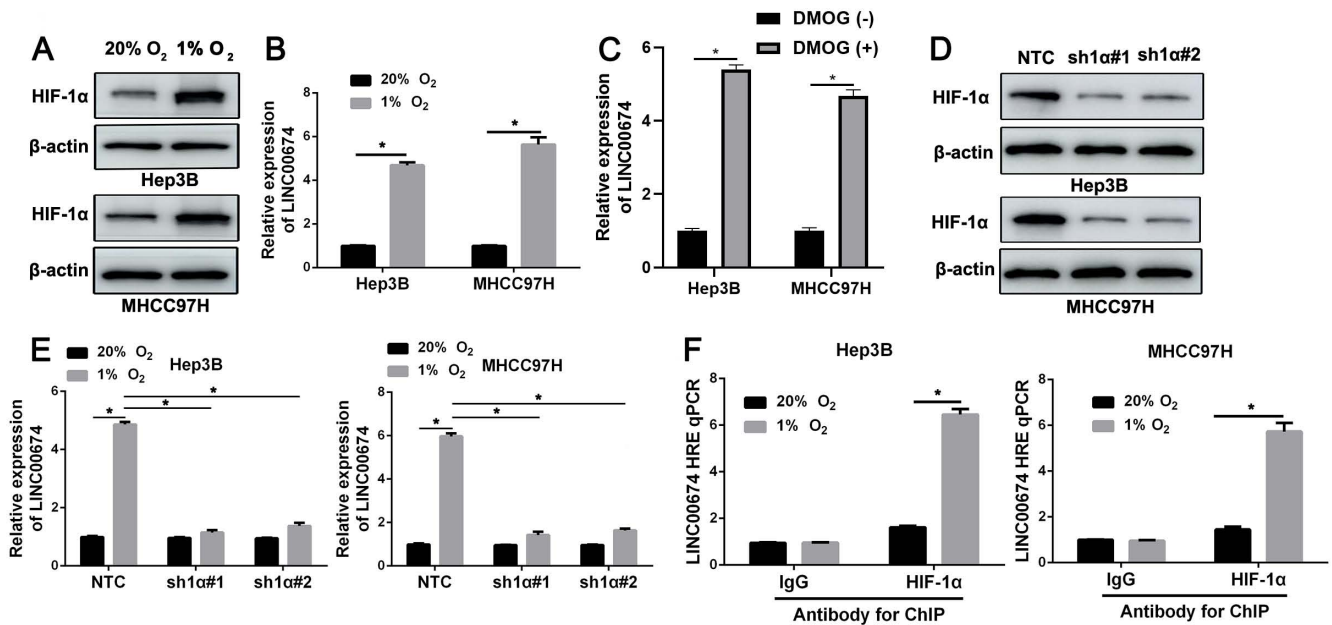 A
20% O2 1% O2
HIF-1α
β-actin
Hep3B
HIF-1α
β-actin
MHCC97H
B
20% O2
1% O2
Relative expression
of LINC00674
8
6
4
2
0
Hep3B MHCC97H
* *
C
DMOG (-)
DMOG (+)
Relative expression
of LINC00674
6
4
2
0
Hep3B MHCC97H
* *
D
NTC sh1α#1 sh1α#2
HIF-1α
β-actin
Hep3B
HIF-1α
β-actin
MHCC97H
E
20% O2
1% O2
Hep3B
Relative expression
of LINC00674
6
4
2
0
* * *
NTC sh1α#1 sh1α#2
20% O2
1% O2
MHCC97H
Relative expression
of LINC00674
8
6
4
2
0
* * *
NTC sh1α#1 sh1α#2
F
Hep3B
20% O2
1% O2
LINC00674 HRE qPCR
8
6
4
2
0
*
IgG HIF-1α
Antibody for ChIP
MHCC97H
20% O2
1% O2
LINC00674 HRE qPCR
8
6
4
2
0
*
IgG HIF-1α
Antibody for ChIP